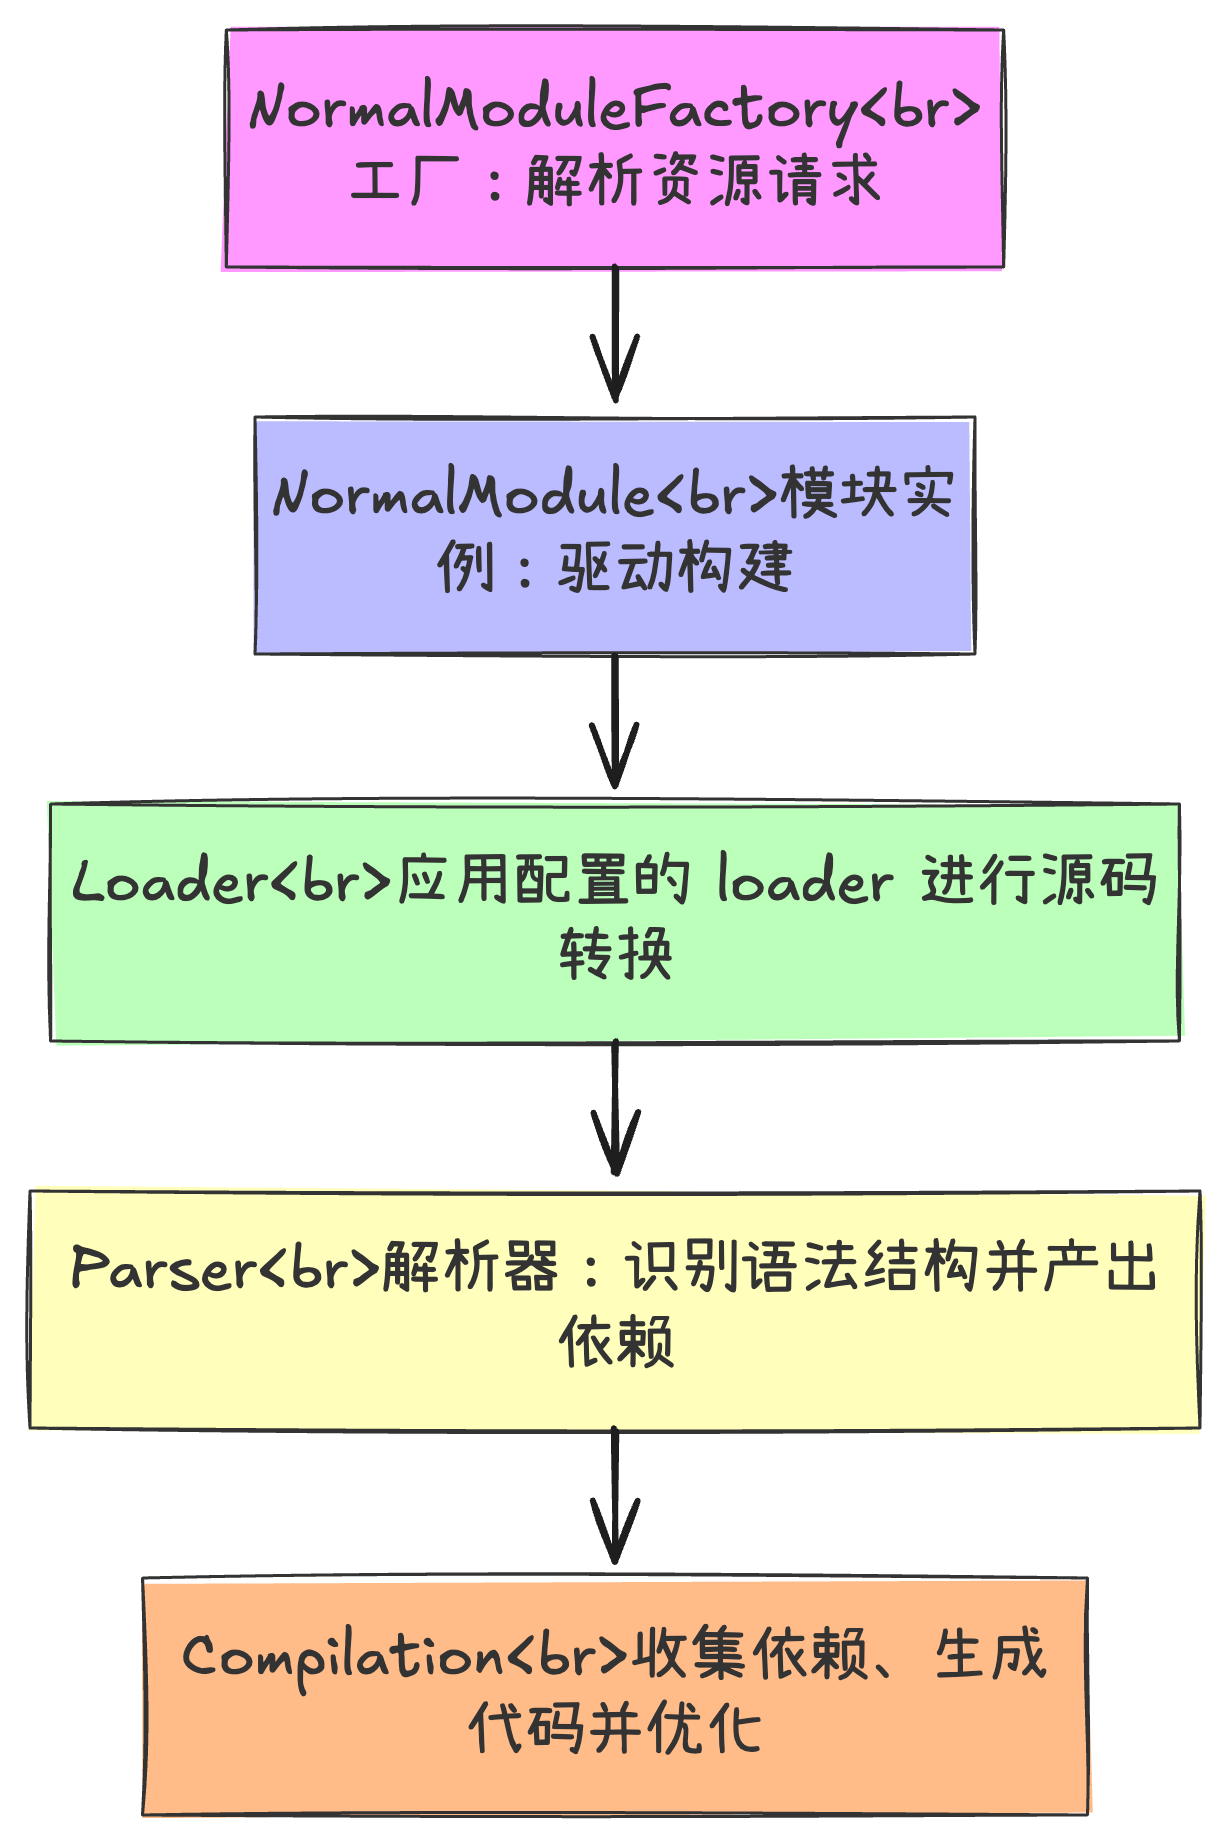 NormalModuleFactory<br>
工厂：解析资源请求
NormalModule<br>模块实
例：驱动构建
Loader<br>应用配置的 loader 进行源码
转换
Parser<br>解析器：识别语法结构并产出
依赖
Compilation<br>收集依赖、生成
代码并优化